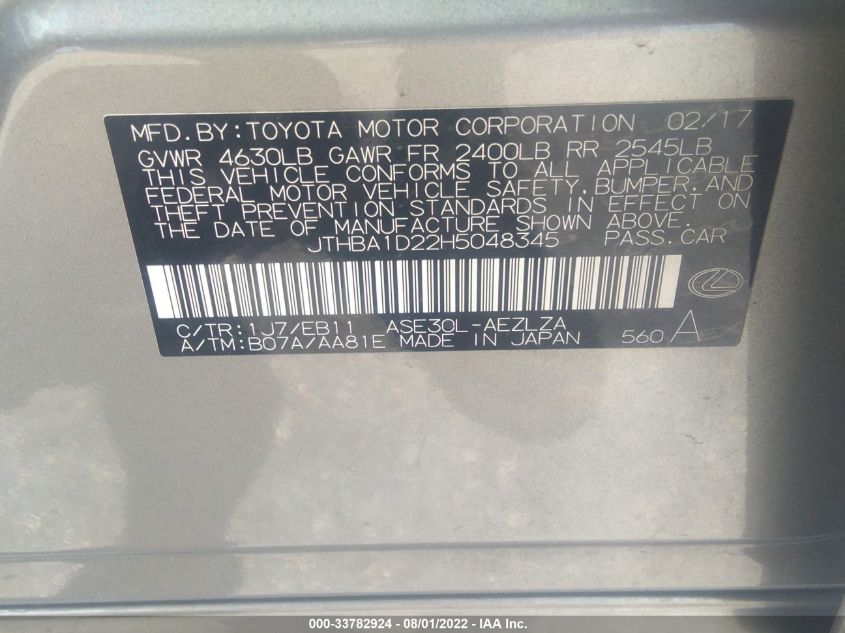 MFD.BY:TOYOTA MOTOR CORPORATION 02/17
GVWR 4630LB GAWR FR 2400LB RR 2545LB
THIS VEHICLE CONFORMS TO ALL APPLICABLE
FEDERAL MOTOR VEHICLE SAFETY,BUMPER,AND
THEFT PREVENTION STANDARDS IN EFFECT ON
THE DATE OF MANUFACTURE SHOWN ABOVE.
JTHBA1D22H5048345 PASS.CAR
C/TR:1J7/EB11 ASE30L-AEZLZA
A/TM:B07A/AA81E MADE IN JAPAN 560 A
000-33782924 - 08/01/2022 - IAA Inc.